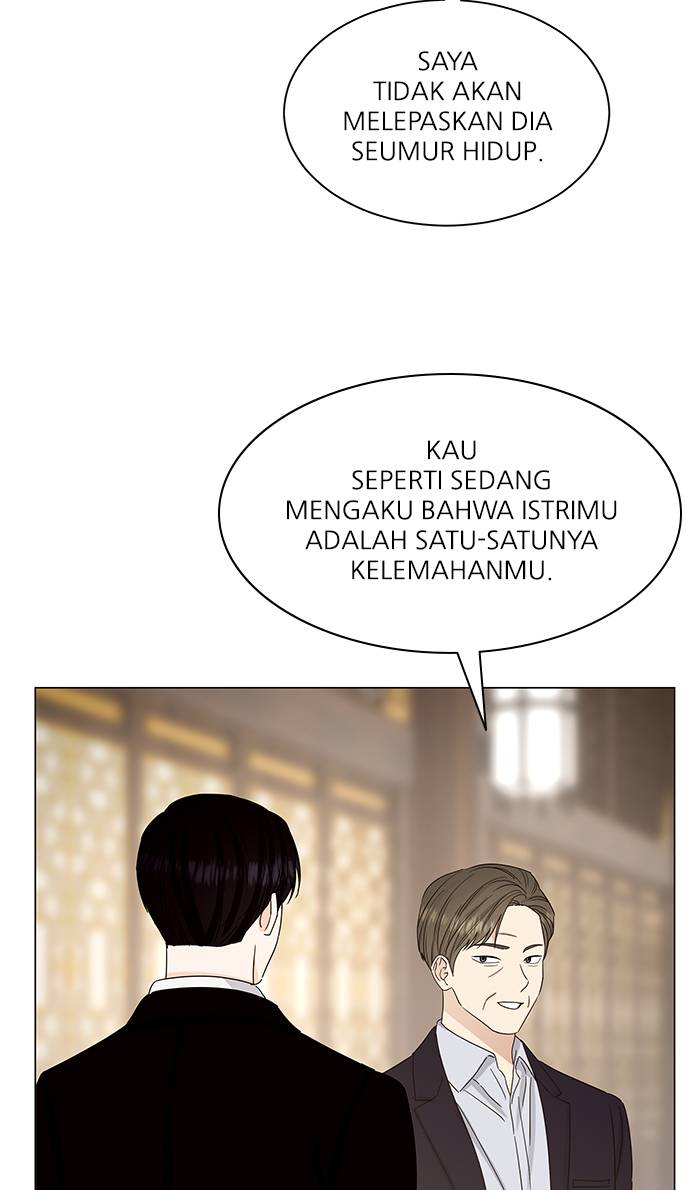 SAYA
TIDAK AKAN
MELEPASKAN DIA
SEUMUR HIDUP.
KAU
SEPERTI SEDANG
MENGAKU BAHWA ISTRIMU
ADALAH SATU-SATUNYA
KELEMAHANMU.